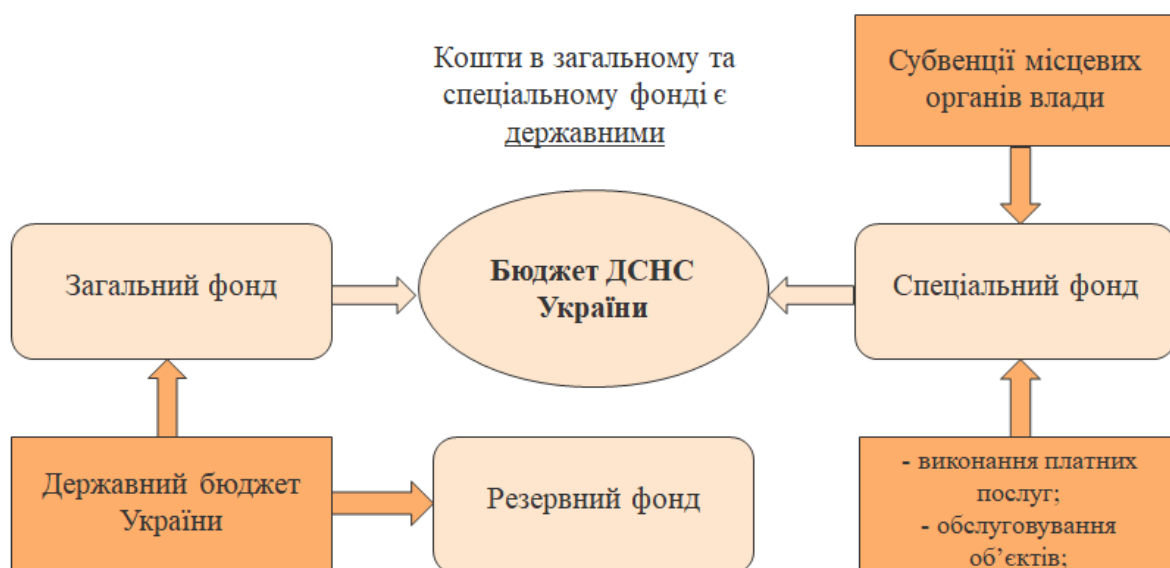 Кошти в загальному та
спеціальному фонді є
державними
Субвенції місцевих
органів влади
Загальний фонд
Бюджет ДСНС
України
Спеціальний фонд
Державний бюджет
України
Резервний фонд
- виконання платних
послуг;
- обслуговування
об’єктів;